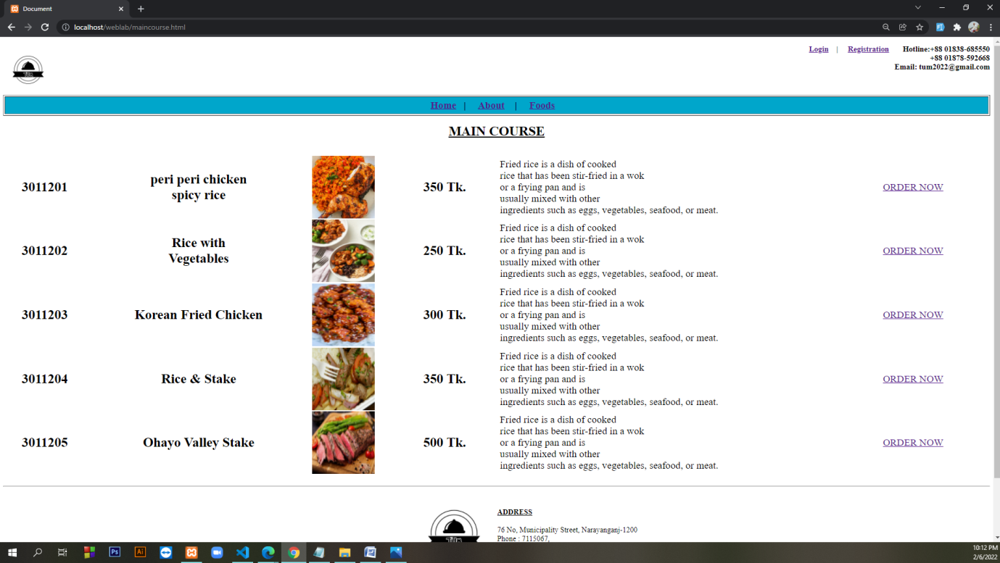 Document
localhost/weblab/maincourse.html
Login | Registration Hotline:+88 01838-685550
+88 01878-592668
Email: tum2022@gmail.com
TUM
Home | About | Foods
MAIN COURSE
3011201
peri peri chicken
spicy rice
350 Tk.
Fried rice is a dish of cooked
rice that has been stir-fried in a wok
or a frying pan and is
usually mixed with other
ingredients such as eggs, vegetables, seafood, or meat.
ORDER NOW
3011202
Rice with
Vegetables
250 Tk.
Fried rice is a dish of cooked
rice that has been stir-fried in a wok
or a frying pan and is
usually mixed with other
ingredients such as eggs, vegetables, seafood, or meat.
ORDER NOW
3011203
Korean Fried Chicken
300 Tk.
Fried rice is a dish of cooked
rice that has been stir-fried in a wok
or a frying pan and is
usually mixed with other
ingredients such as eggs, vegetables, seafood, or meat.
ORDER NOW
3011204
Rice & Stake
350 Tk.
Fried rice is a dish of cooked
rice that has been stir-fried in a wok
or a frying pan and is
usually mixed with other
ingredients such as eggs, vegetables, seafood, or meat.
ORDER NOW
3011205
Ohayo Valley Stake
500 Tk.
Fried rice is a dish of cooked
rice that has been stir-fried in a wok
or a frying pan and is
usually mixed with other
ingredients such as eggs, vegetables, seafood, or meat.
ORDER NOW
TUM
ADDRESS
76 No, Municipality Street, Narayanganj-1200
Phone : 7115067,
Ps
Ai
10:12 PM
2/6/2022